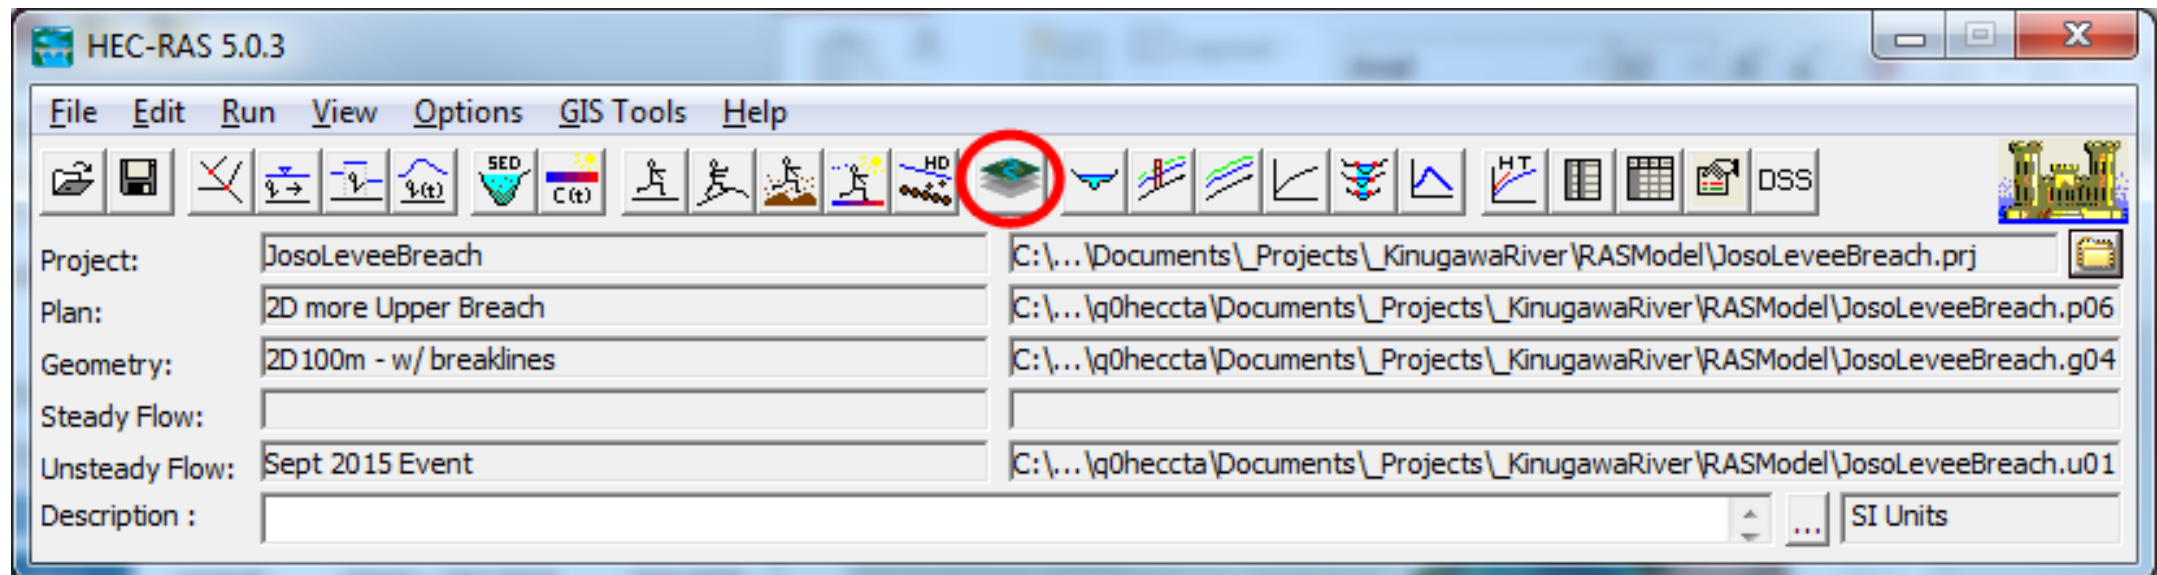 HEC-RAS 5.0.3
File Edit Run View Options GIS Tools Help
SED C(t) HD HT DSS
Project: JosoLeveeBreach C:\...\Documents\_Projects\_KinugawaRiver\RASModel\JosoLeveeBreach.prj
Plan: 2D more Upper Breach C:\...\q0heccta\Documents\_Projects\_KinugawaRiver\RASModel\JosoLeveeBreach.p06
Geometry: 2D100m - w/ breaklines C:\...\q0heccta\Documents\_Projects\_KinugawaRiver\RASModel\JosoLeveeBreach.g04
Steady Flow:
Unsteady Flow: Sept 2015 Event C:\...\q0heccta\Documents\_Projects\_KinugawaRiver\RASModel\JosoLeveeBreach.u01
Description : ... SI Units